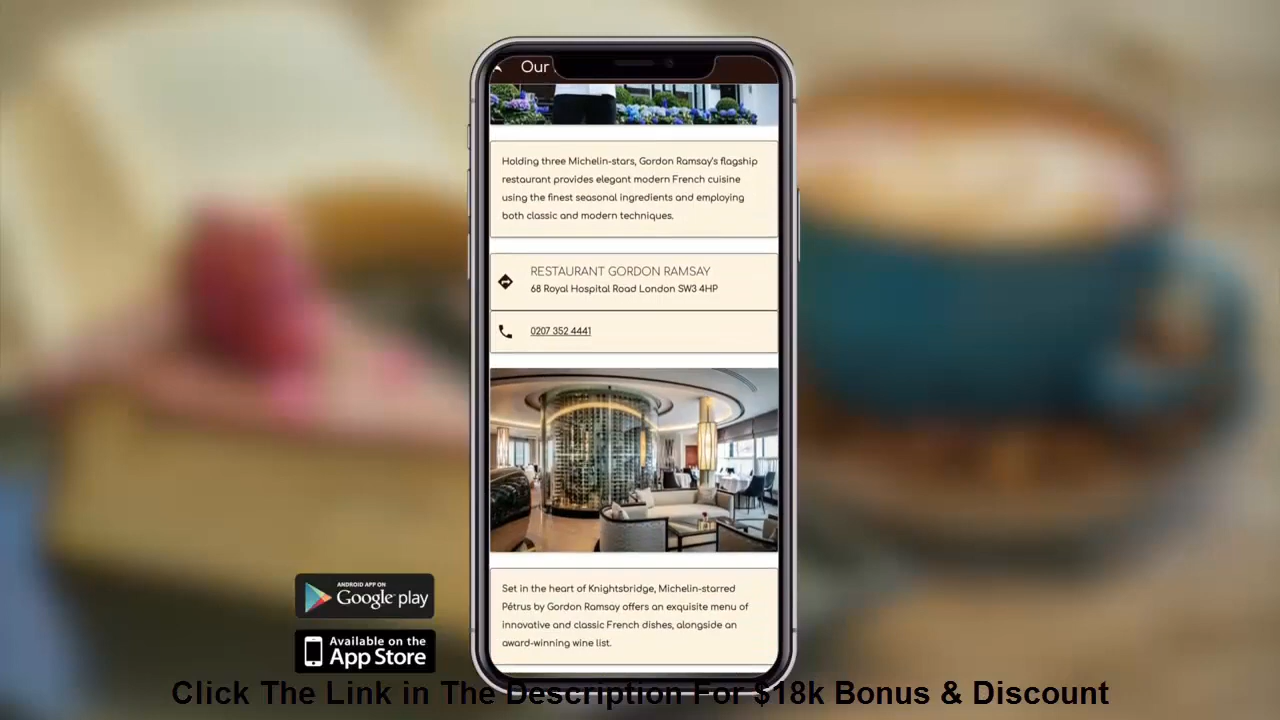 Our
Holding three Michelin-stars, Gordon Ramsay's flagship
restaurant provides elegant modern French cuisine
using the finest seasonal ingredients and employing
both classic and modern techniques.
RESTAURANT GORDON RAMSAY
68 Royal Hospital Road London SW3 4HP
0207 352 4441
Set in the heart of Knightsbridge, Michelin-starred
Pétrus by Gordon Ramsay offers an exquisite menu of
innovative and classic French dishes, alongside an
award-winning wine list.
ANDROID APP ON
Google play
Available on the
App Store
Click The Link in The Description For $18k Bonus & Discount